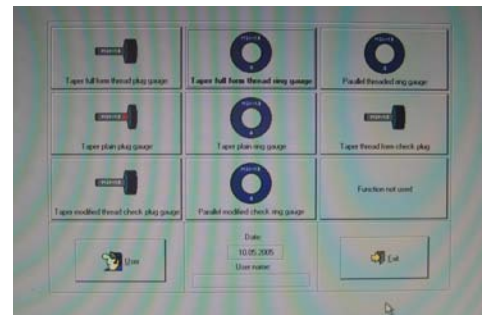 Taper full form thread plug gauge
Taper full form thread ring gauge
Parallel threaded ring gauge
Taper plain plug gauge
Taper plain ring gauge
Taper thread form check plug
Taper modified thread check plug gauge
Parallel modified check ring gauge
Function not used
User
Date:
10.05.2005
User name:
Exit